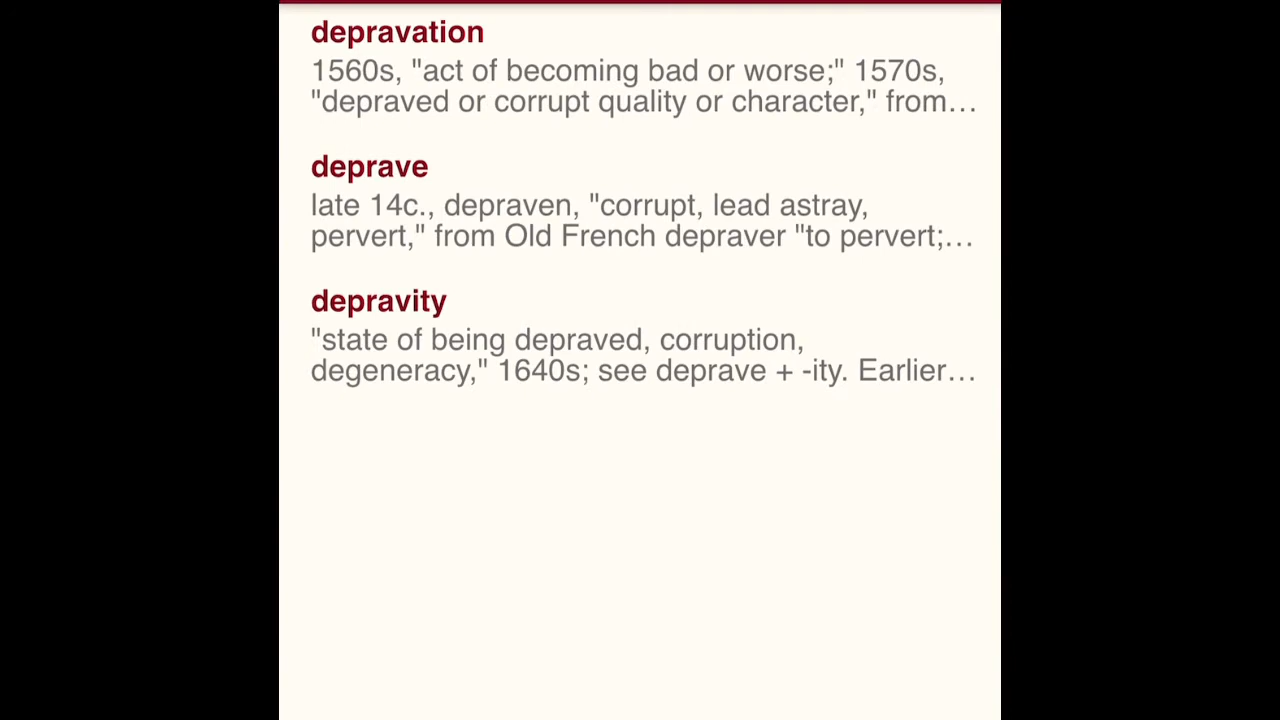 depravation
1560s, "act of becoming bad or worse;" 1570s,
"depraved or corrupt quality or character," from…
deprave
late 14c., depraven, "corrupt, lead astray,
pervert," from Old French depraver "to pervert;…
depravity
"state of being depraved, corruption,
degeneracy," 1640s; see deprave + -ity. Earlier…